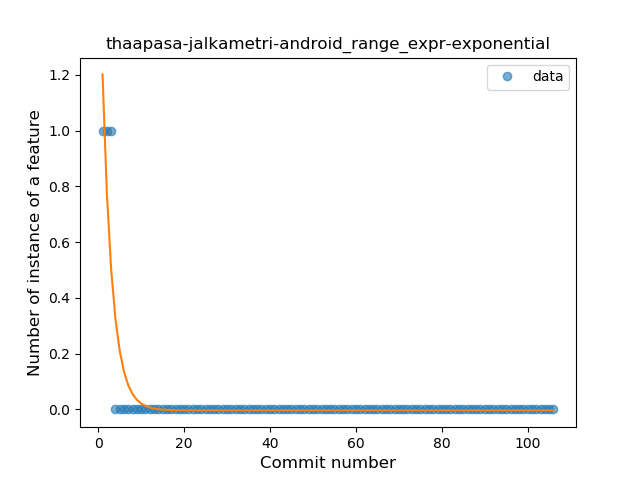 thaapasa-jalkametri-android_range_expr-exponential
data
Number of instance of a feature
1.2
1.0
0.8
0.6
0.4
0.2
0.0
0 20 40 60 80 100
Commit number